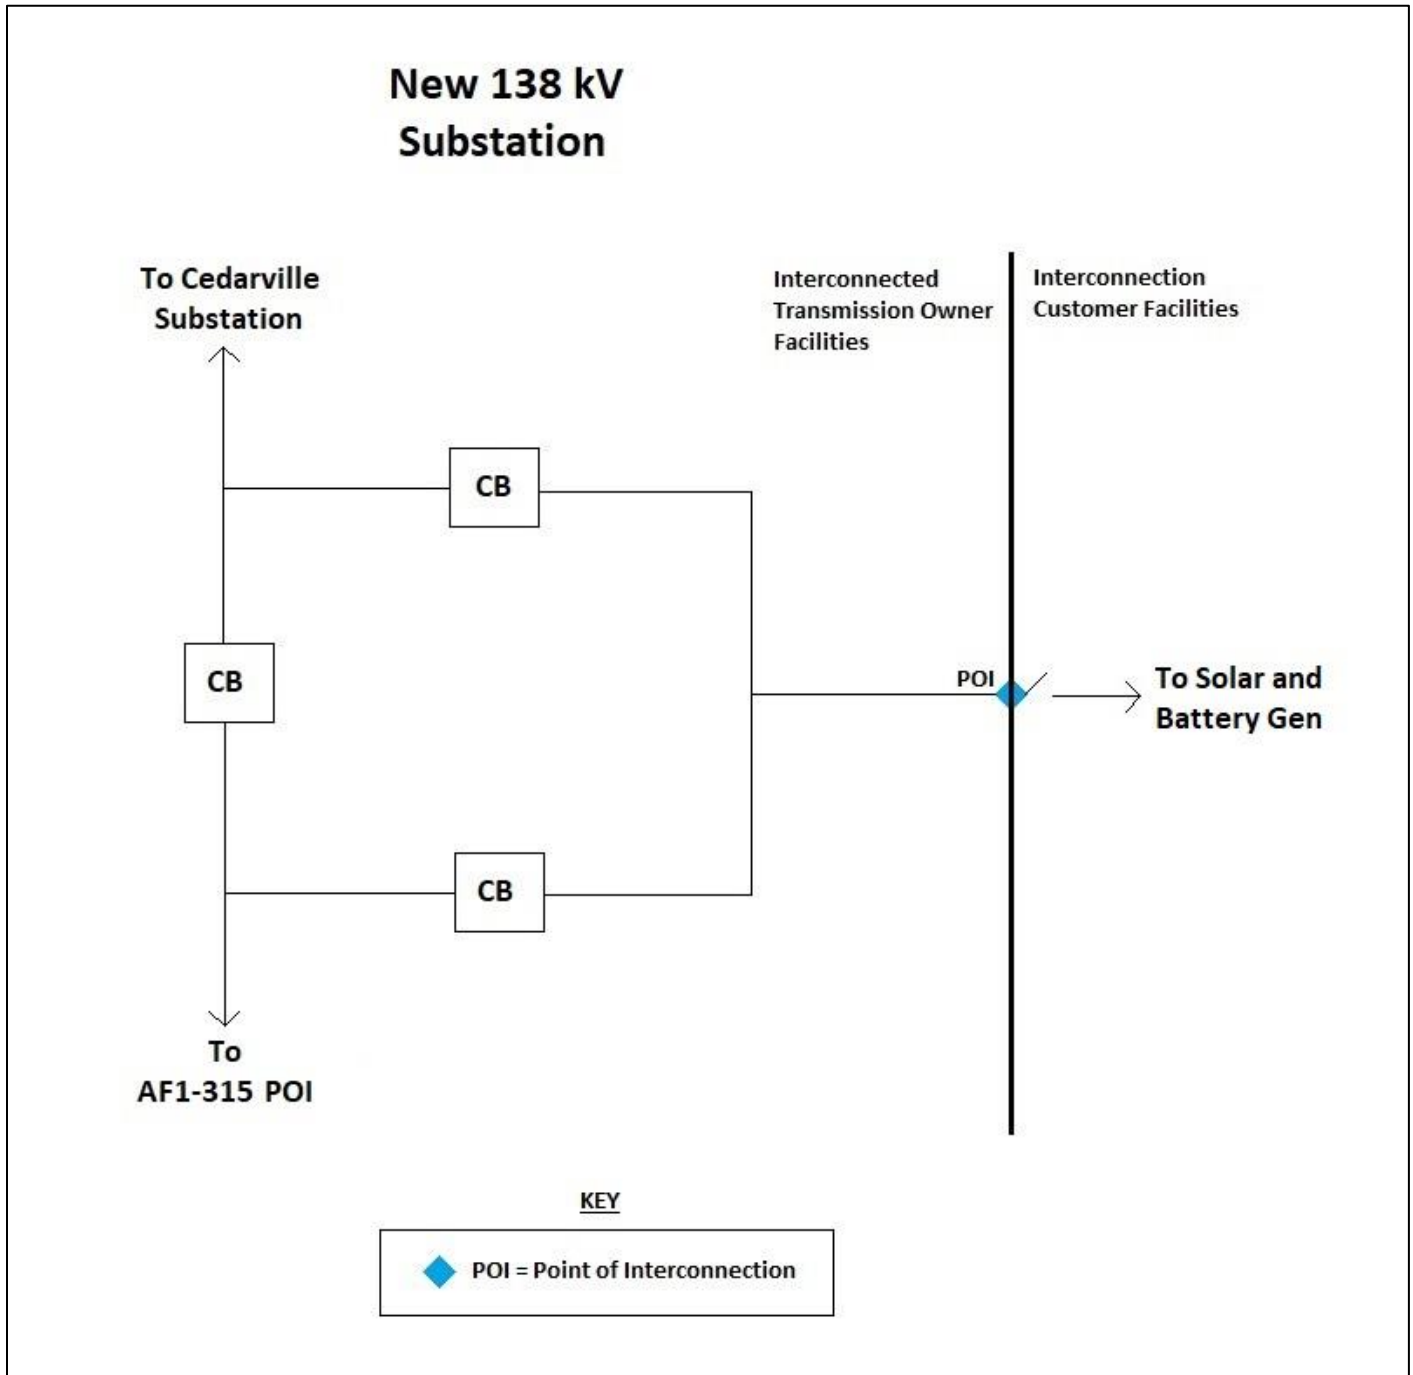 New 138 kV
Substation
To Cedarville
Substation
Interconnected
Transmission Owner
Facilities
Interconnection
Customer Facilities
CB
CB
POI
To Solar and
Battery Gen
CB
To
AF1-315 POI
KEY
POI = Point of Interconnection